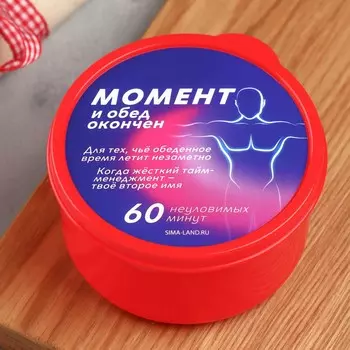 МОМЕНТ
и обед
окончен
Для тех, чьё обеденное
время летит незаметно
Когда жёсткий тайм-
менеджмент –
твоё второе имя
60 неуловимых
минут
SIMA-LAND.RU